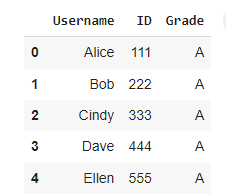 Username ID Grade
0 Alice 111 A
1 Bob 222 A
2 Cindy 333 A
3 Dave 444 A
4 Ellen 555 A